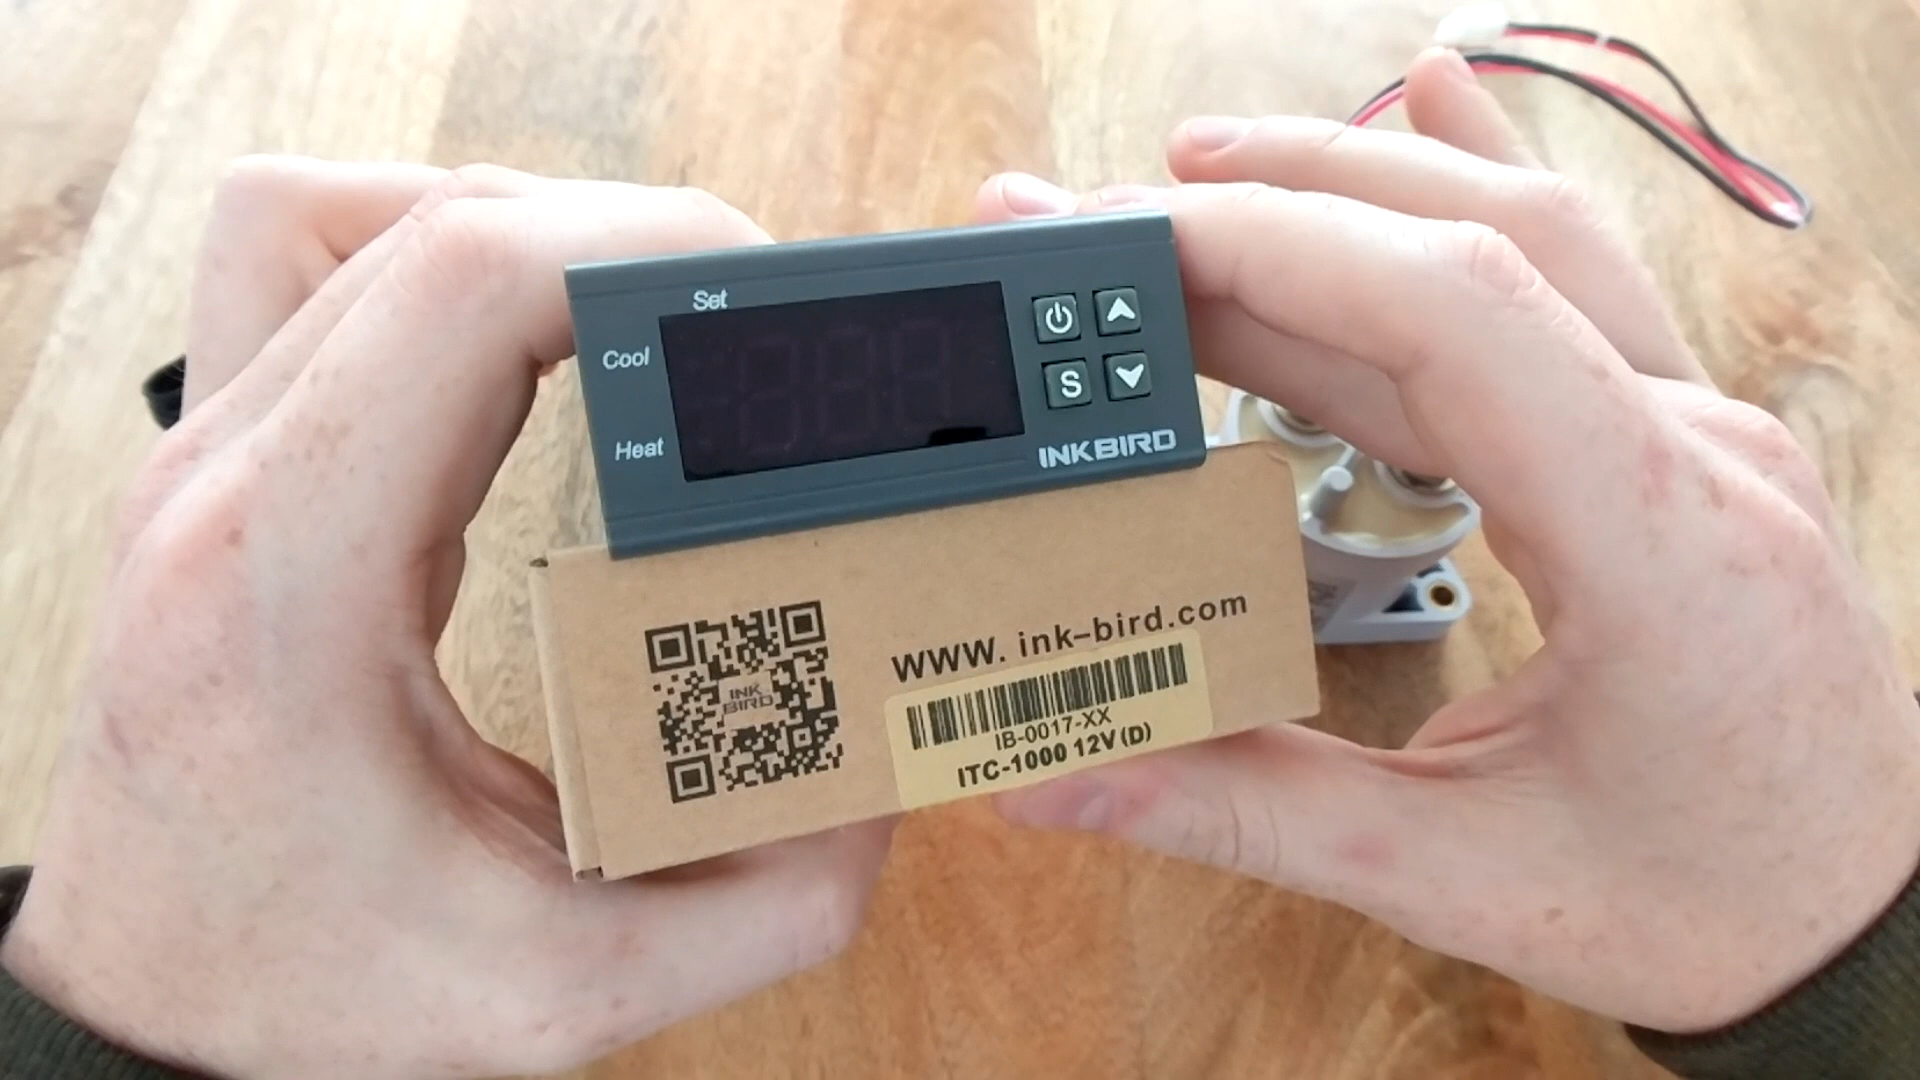 Set
Cool
Heat
S
INKBIRD
INK
BIRD
WWW. ink-bird.com
IB-0017-XX
ITC-1000 12V(D)